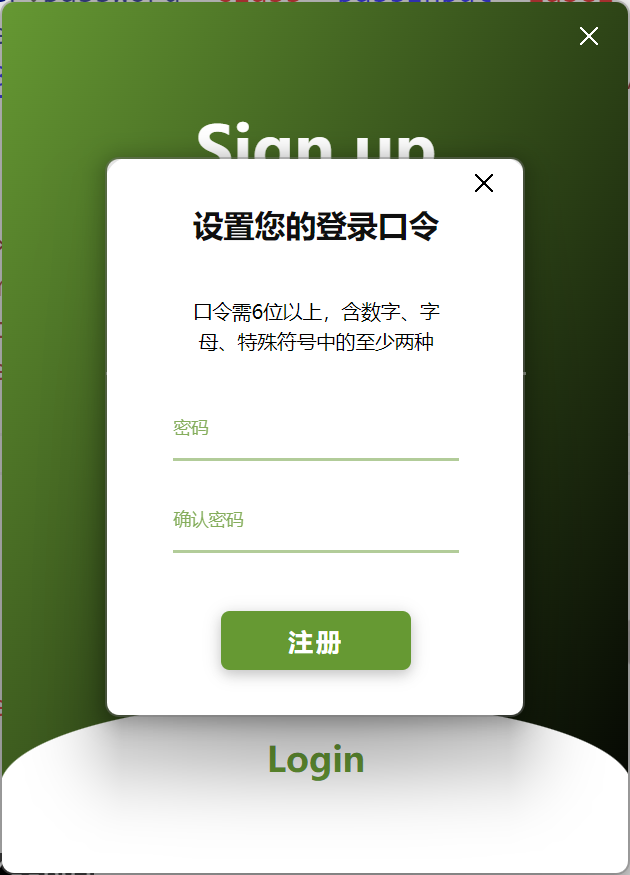 Sign up
设置您的登录口令
口令需6位以上，含数字、字
母、特殊符号中的至少两种
密码
确认密码
注册
Login